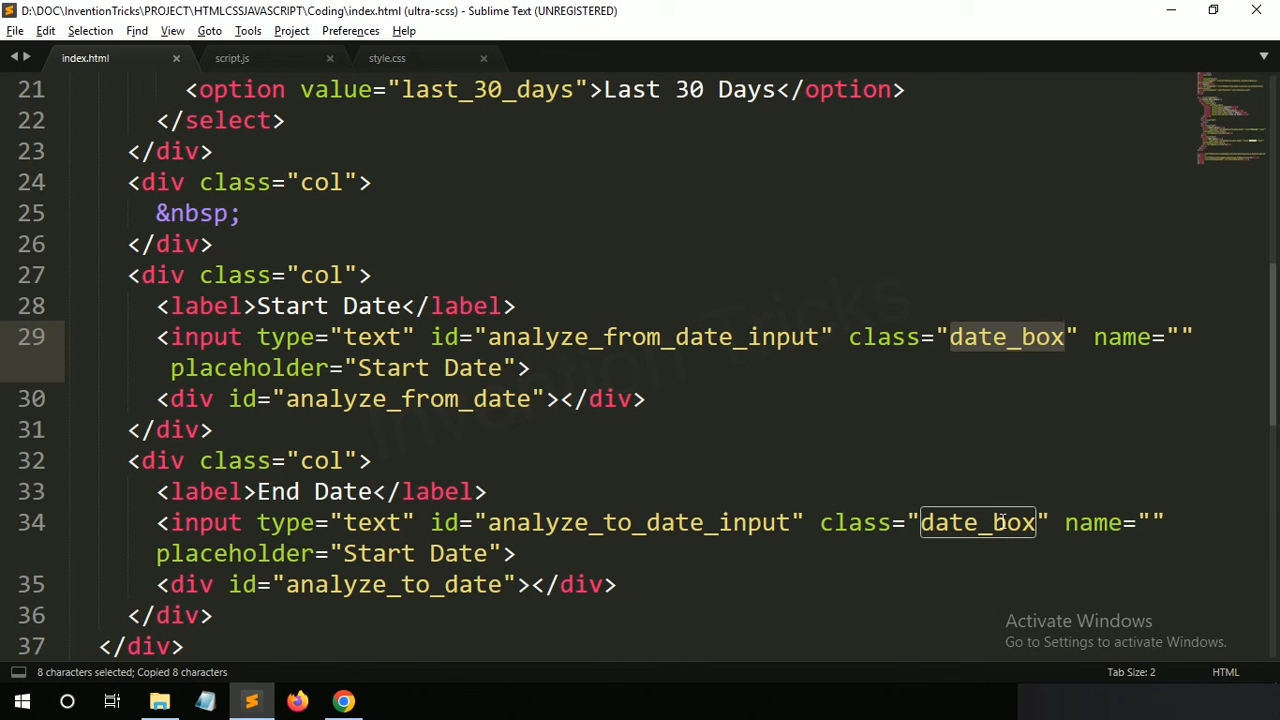 D:\DOC\InventionTricks\PROJECT\HTMLCSSJAVASCRIPT\Coding\index.html (ultra-scss) - Sublime Text (UNREGISTERED)
File Edit Selection Find View Goto Tools Project Preferences Help
index.html script.js style.css
21 <option value="last_30_days">Last 30 Days</option>
22 </select>
23 </div>
24 <div class="col">
25 &nbsp;
26 </div>
27 <div class="col">
28 <label>Start Date</label>
29 <input type="text" id="analyze_from_date_input" class="date_box" name=""
placeholder="Start Date">
30 <div id="analyze_from_date"></div>
31 </div>
32 <div class="col">
33 <label>End Date</label>
34 <input type="text" id="analyze_to_date_input" class="date_box" name=""
placeholder="Start Date">
35 <div id="analyze_to_date"></div>
36 </div>
37 </div>
Invention Tricks
Activate Windows
Go to Settings to activate Windows.
8 characters selected; Copied 8 characters Tab Size: 2 HTML